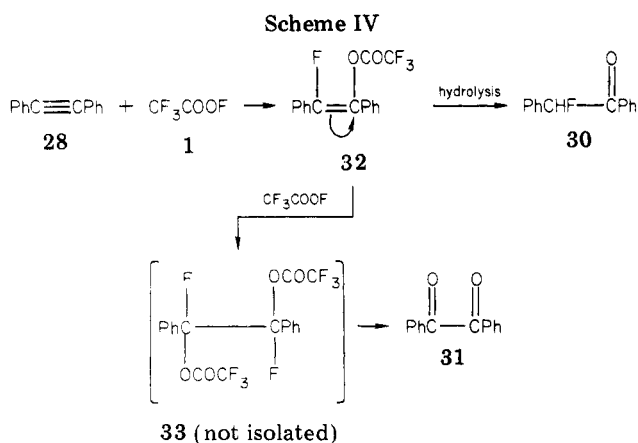 Scheme IV
F OCOCF3
PhC≡CPh + CF3COOF → PhC=CPh hydrolysis → PhCHF—CPh
O
28 1 32 30
CF3COOF
F OCOCF3 O O
PhC—CPh → PhC—CPh
OCOCF3 F 31
33 (not isolated)